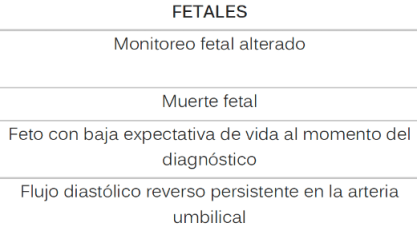 FETALES
Monitoreo fetal alterado
Muerte fetal
Feto con baja expectativa de vida al momento del
diagnóstico
Flujo diastólico reverso persistente en la arteria
umbilical